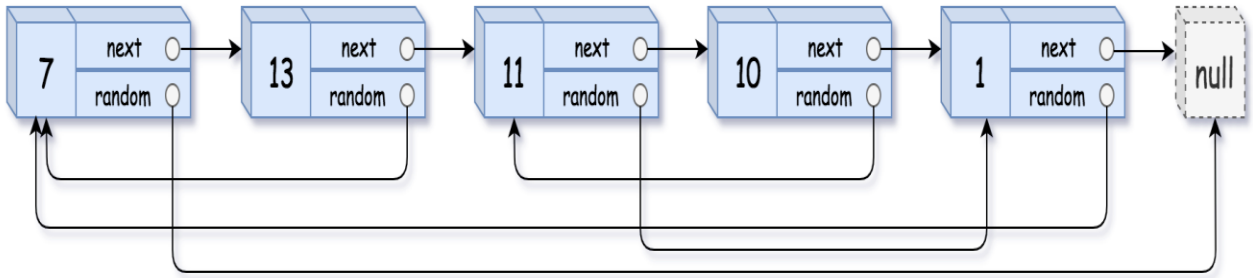 7 next random
13 next random
11 next random
10 next random
1 next random
null